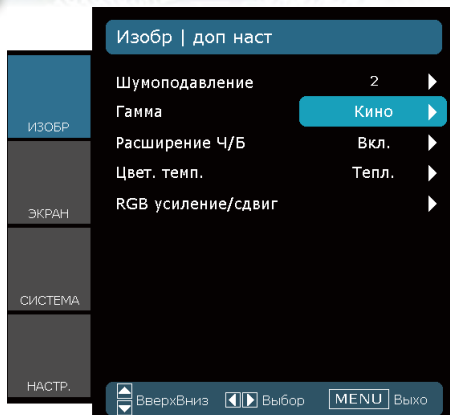 Изобр | доп наст
Шумоподавление 2
Гамма Кино
Расширение Ч/Б Вкл.
Цвет. темп. Тепл.
RGB усиление/сдвиг
ИЗОБР
ЭКРАН
СИСТЕМА
НАСТР.
ВверхВниз Выбор MENU Выхо